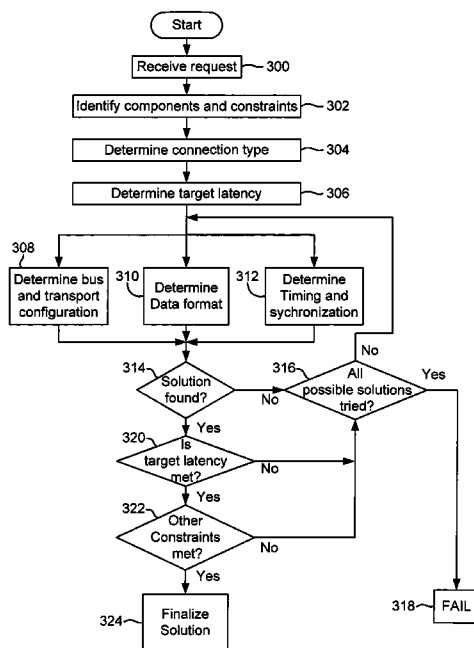 Start
Receive request
300
Identify components and constraints
302
Determine connection type
304
Determine target latency
306
308
Determine bus
and transport
configuration
310
Determine
Data format
312
Determine
Timing and
sychronization
314
Solution
found?
No
Yes
316
All
possible solutions
tried?
No
Yes
320
Is
target latency
met?
No
Yes
322
Other
Constraints
met?
No
Yes
324
Finalize
Solution
318
FAIL